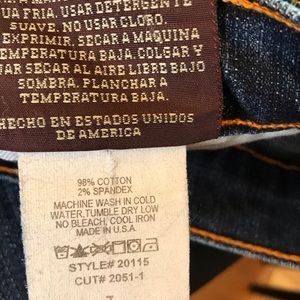 UA FRIA. USAR DETERGENTE
SUAVE. NO USAR CLORO.
EXPRIMIR. SECAR A MAQUINA
TEMPERATURA BAJA. COLGAR Y
JAR SECAR AL AIRE LIBRE BAJO
SOMBRA. PLANCHAR A
TEMPERATURA BAJA.
HECHO EN ESTADOS UNIDOS
DE AMERICA
98% COTTON
2% SPANDEX
MACHINE WASH IN COLD
WATER, TUMBLE DRY LOW
NO BLEACH, COOL IRON
MADE IN U.S.A.
STYLE# 20115
CUT# 2051-1